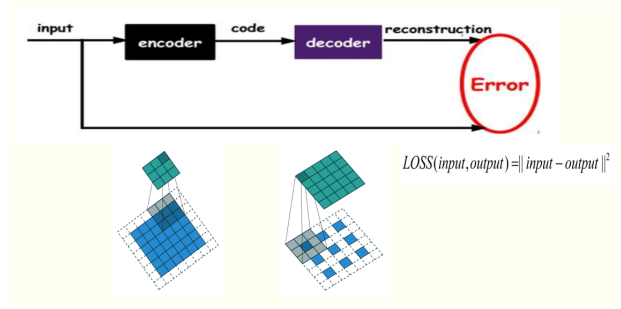 input
encoder
code
decoder
reconstruction
Error
LOSS(input,output)=|| input − output ||²